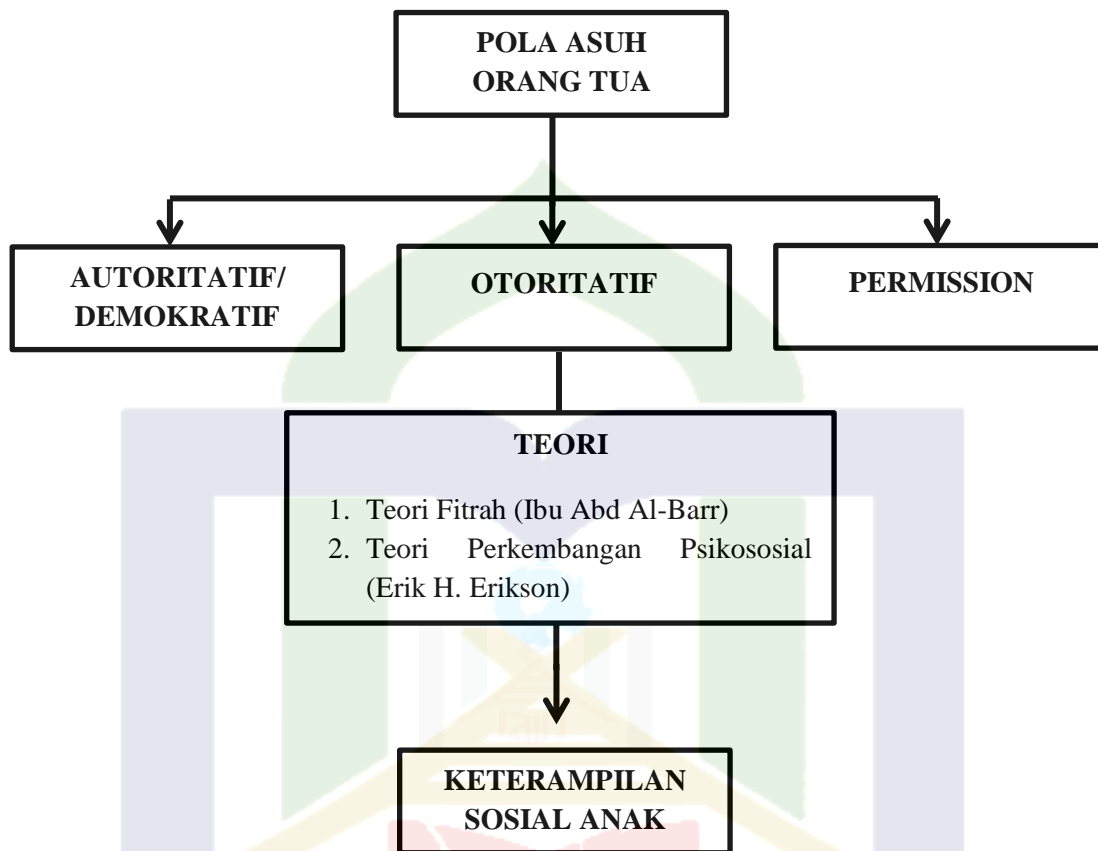 POLA ASUH
ORANG TUA
AUTORITATIF/
DEMOKRATIF
OTORITATIF
PERMISSION
TEORI
1. Teori Fitrah (Ibu Abd Al-Barr)
2. Teori Perkembangan Psikososial
(Erik H. Erikson)
KETERAMPILAN
SOSIAL ANAK